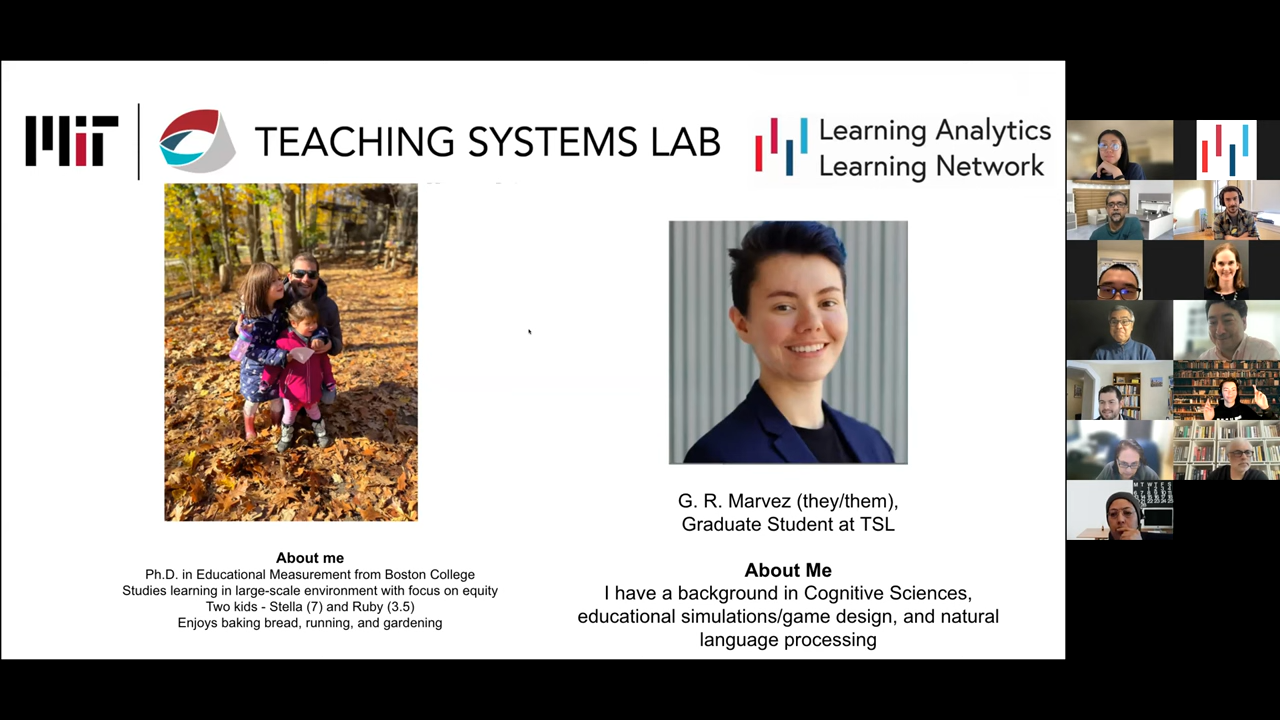 MIT
TEACHING SYSTEMS LAB
Learning Analytics
Learning Network
About me
Ph.D. in Educational Measurement from Boston College
Studies learning in large-scale environment with focus on equity
Two kids - Stella (7) and Ruby (3.5)
Enjoys baking bread, running, and gardening
G. R. Marvez (they/them),
Graduate Student at TSL
About Me
I have a background in Cognitive Sciences,
educational simulations/game design, and natural
language processing